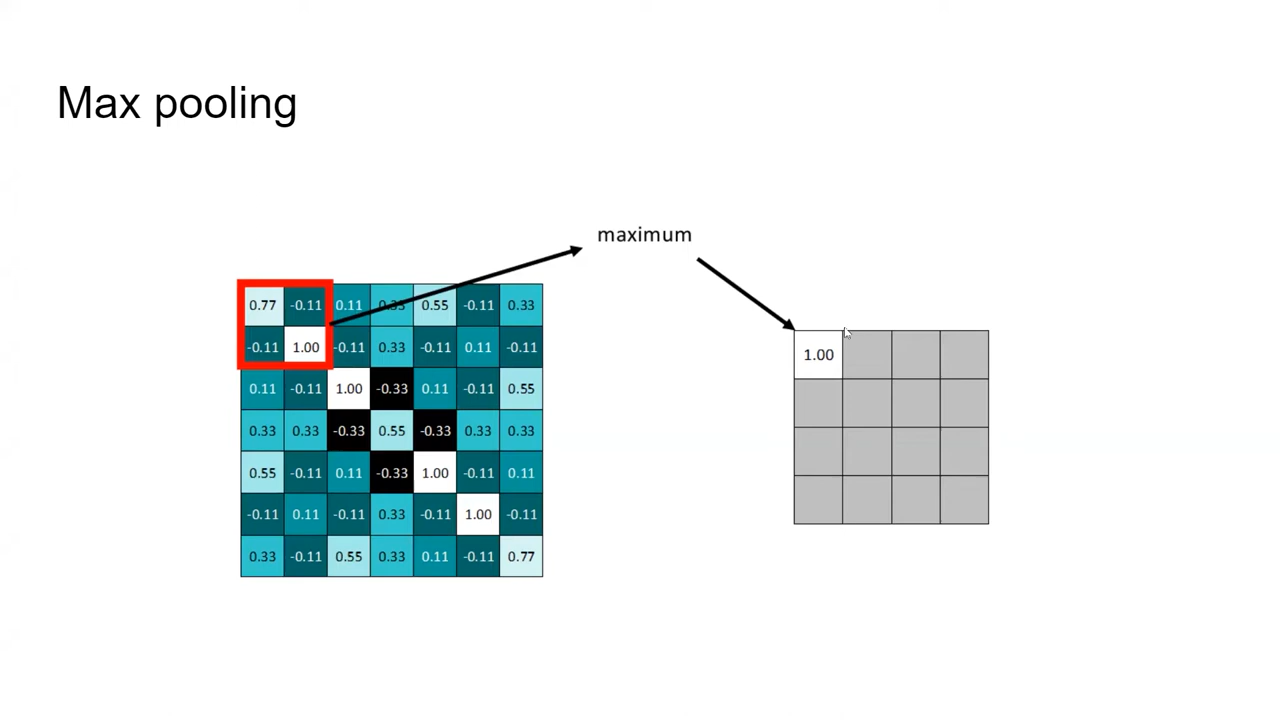 Max pooling
maximum
0.77 -0.11 0.11 0.33 0.55 -0.11 0.33
-0.11 1.00 -0.11 0.33 -0.11 0.11 -0.11
1.00
0.11 -0.11 1.00 -0.33 0.11 -0.11 0.55
0.33 0.33 -0.33 0.55 -0.33 0.33 0.33
0.55 -0.11 0.11 -0.33 1.00 -0.11 0.11
-0.11 0.11 -0.11 0.33 -0.11 1.00 -0.11
0.33 -0.11 0.55 0.33 0.11 -0.11 0.77